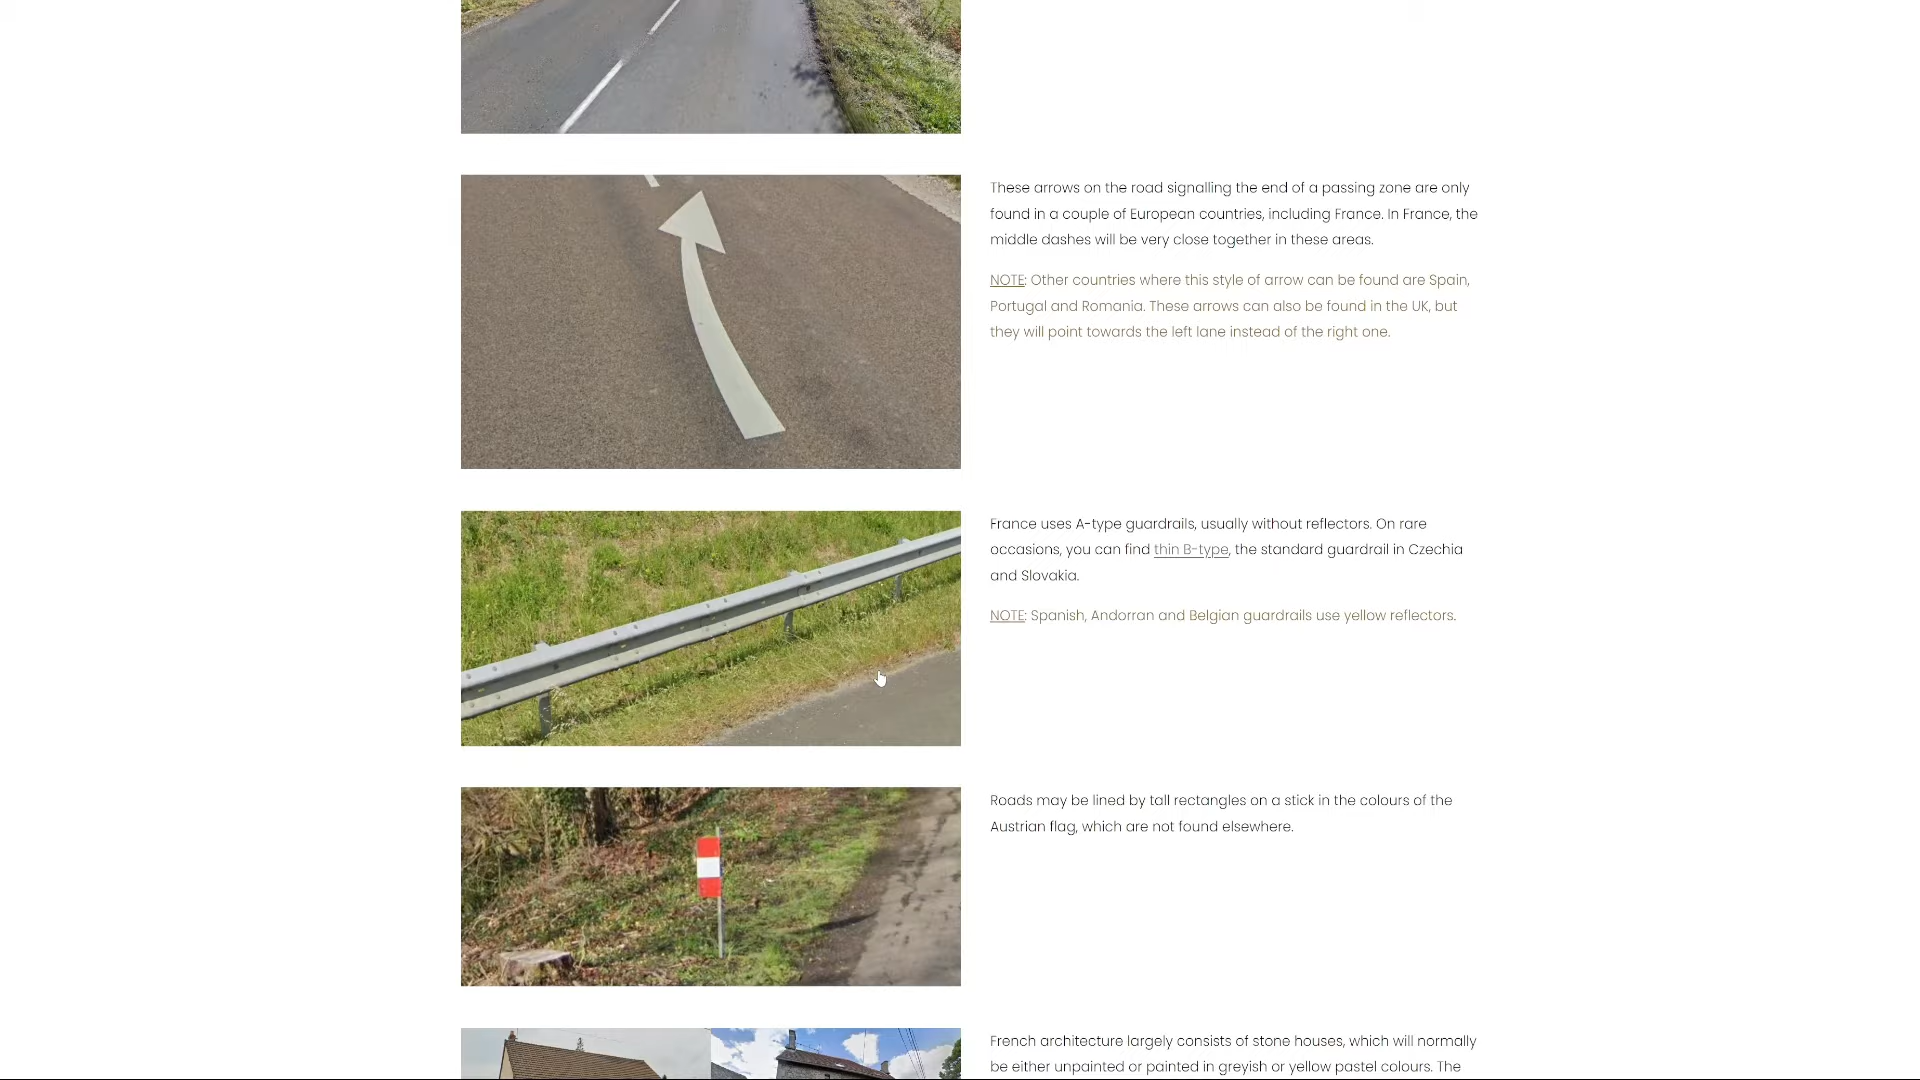 These arrows on the road signalling the end of a passing zone are only
found in a couple of European countries, including France. In France, the
middle dashes will be very close together in these areas.
NOTE: Other countries where this style of arrow can be found are Spain,
Portugal and Romania. These arrows can also be found in the UK, but
they will point towards the left lane instead of the right one.
France uses A-type guardrails, usually without reflectors. On rare
occasions, you can find thin B-type, the standard guardrail in Czechia
and Slovakia.
NOTE: Spanish, Andorran and Belgian guardrails use yellow reflectors.
Roads may be lined by tall rectangles on a stick in the colours of the
Austrian flag, which are not found elsewhere.
French architecture largely consists of stone houses, which will normally
be either unpainted or painted in greyish or yellow pastel colours. The